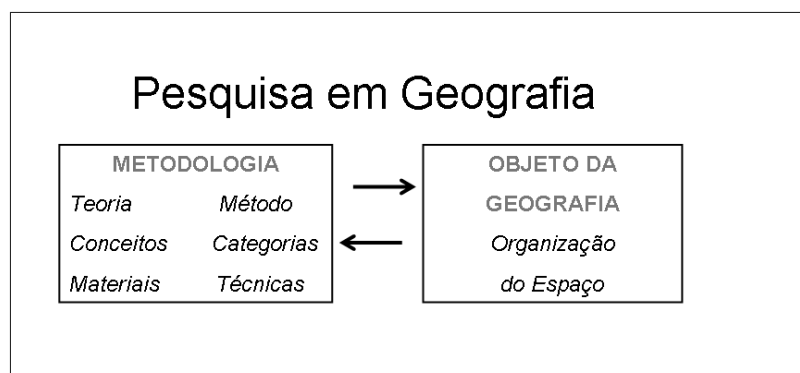 Pesquisa em Geografia
METODOLOGIA
Teoria Método
Conceitos Categorias
Materiais Técnicas
OBJETO DA
GEOGRAFIA
Organização
do Espaço